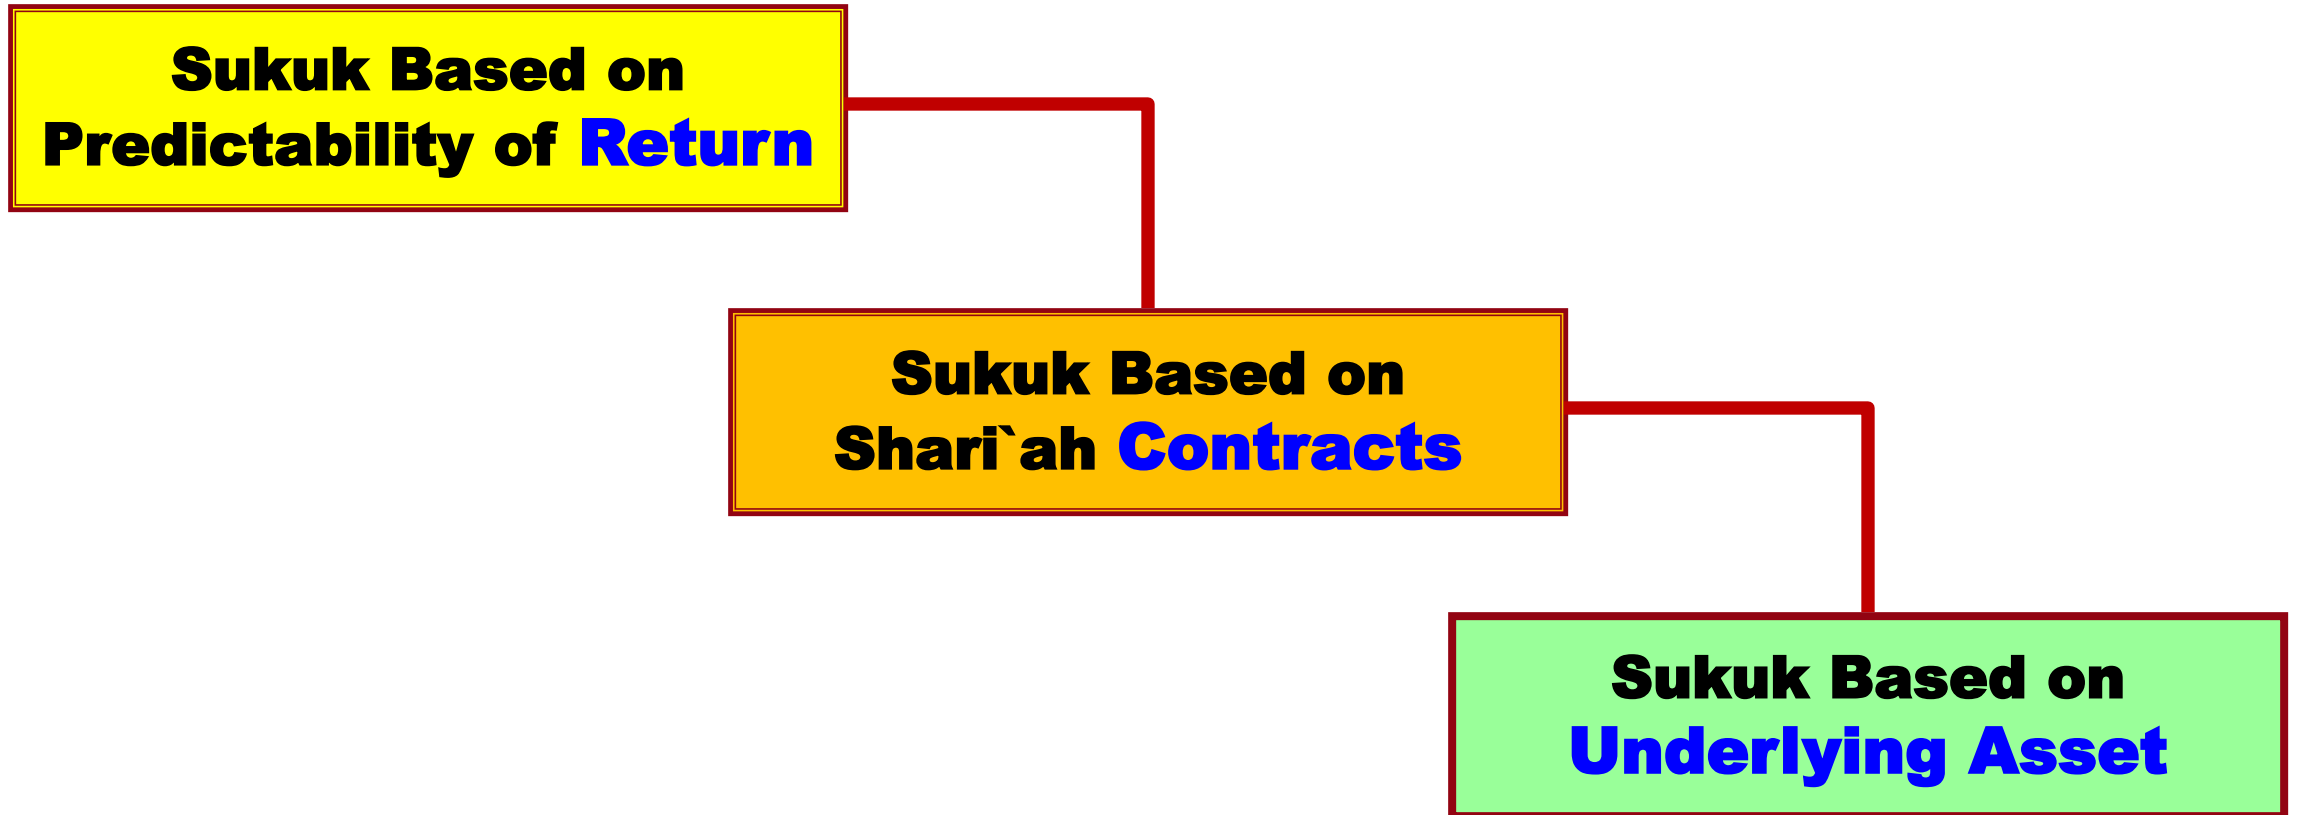 Sukuk Based on
Predictability of Return
Sukuk Based on
Shari`ah Contracts
Sukuk Based on
Underlying Asset